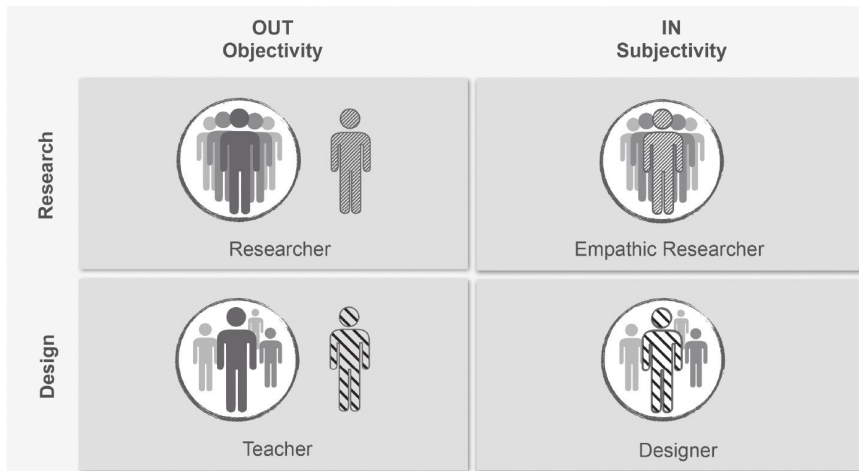 OUT
Objectivity
IN
Subjectivity
Research
Researcher
Empathic Researcher
Design
Teacher
Designer